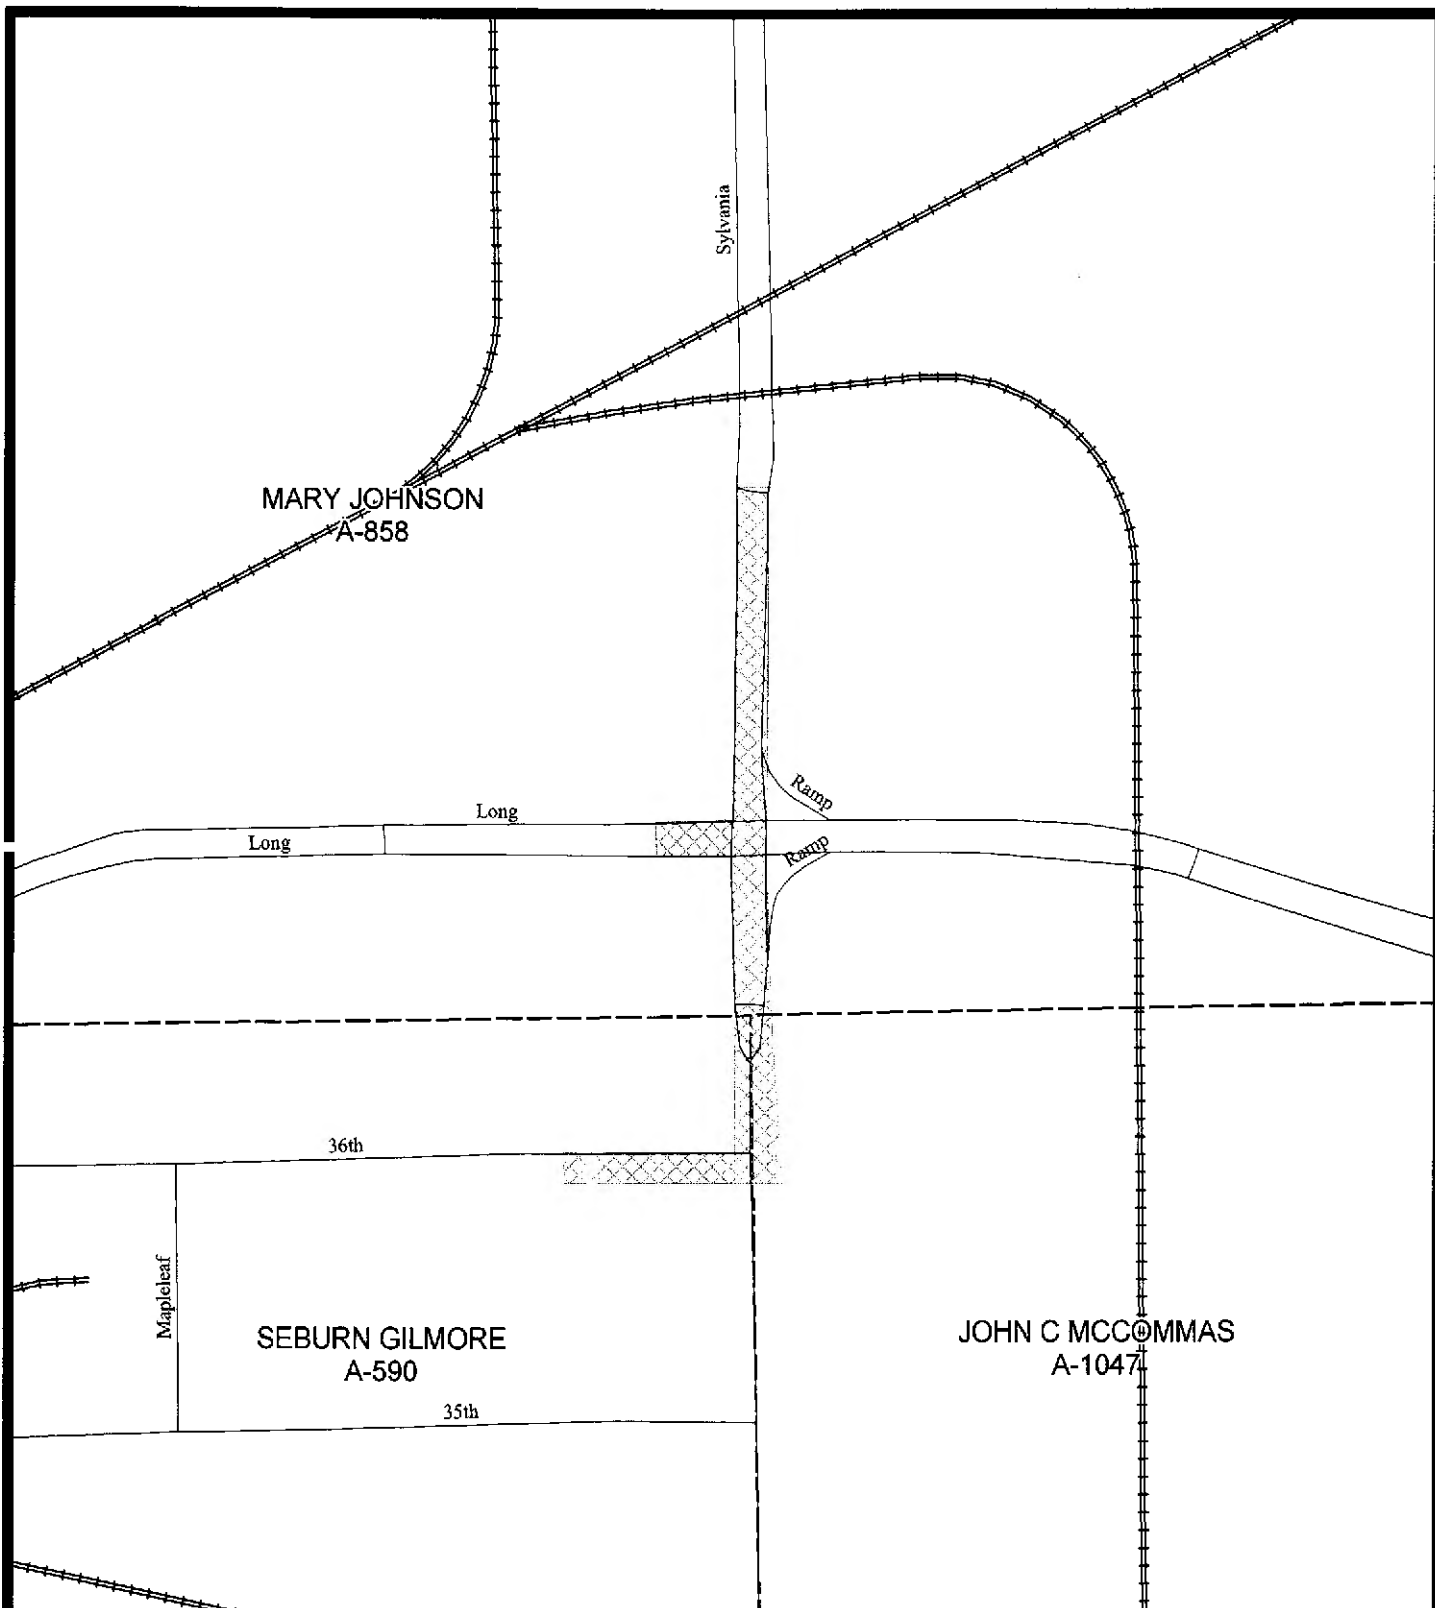 Sylvania
MARY JOHNSON
A-858
Ramp
Long
Long
Ramp
36th
Mapleleaf
SEBURN GILMORE
A-590
JOHN C MCCOMMAS
A-1047
35th